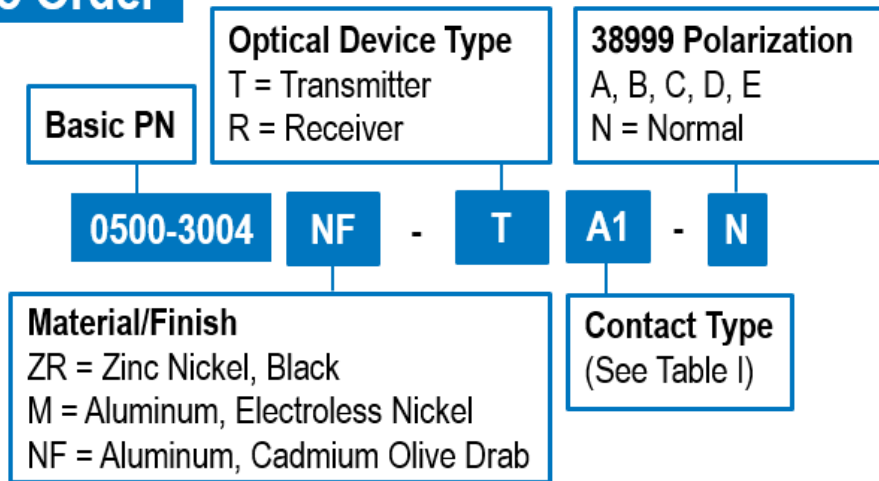 Order
Optical Device Type
T = Transmitter
R = Receiver
38999 Polarization
A, B, C, D, E
N = Normal
Basic PN
0500-3004 NF - T A1 - N
Material/Finish
ZR = Zinc Nickel, Black
M = Aluminum, Electroless Nickel
NF = Aluminum, Cadmium Olive Drab
Contact Type
(See Table I)